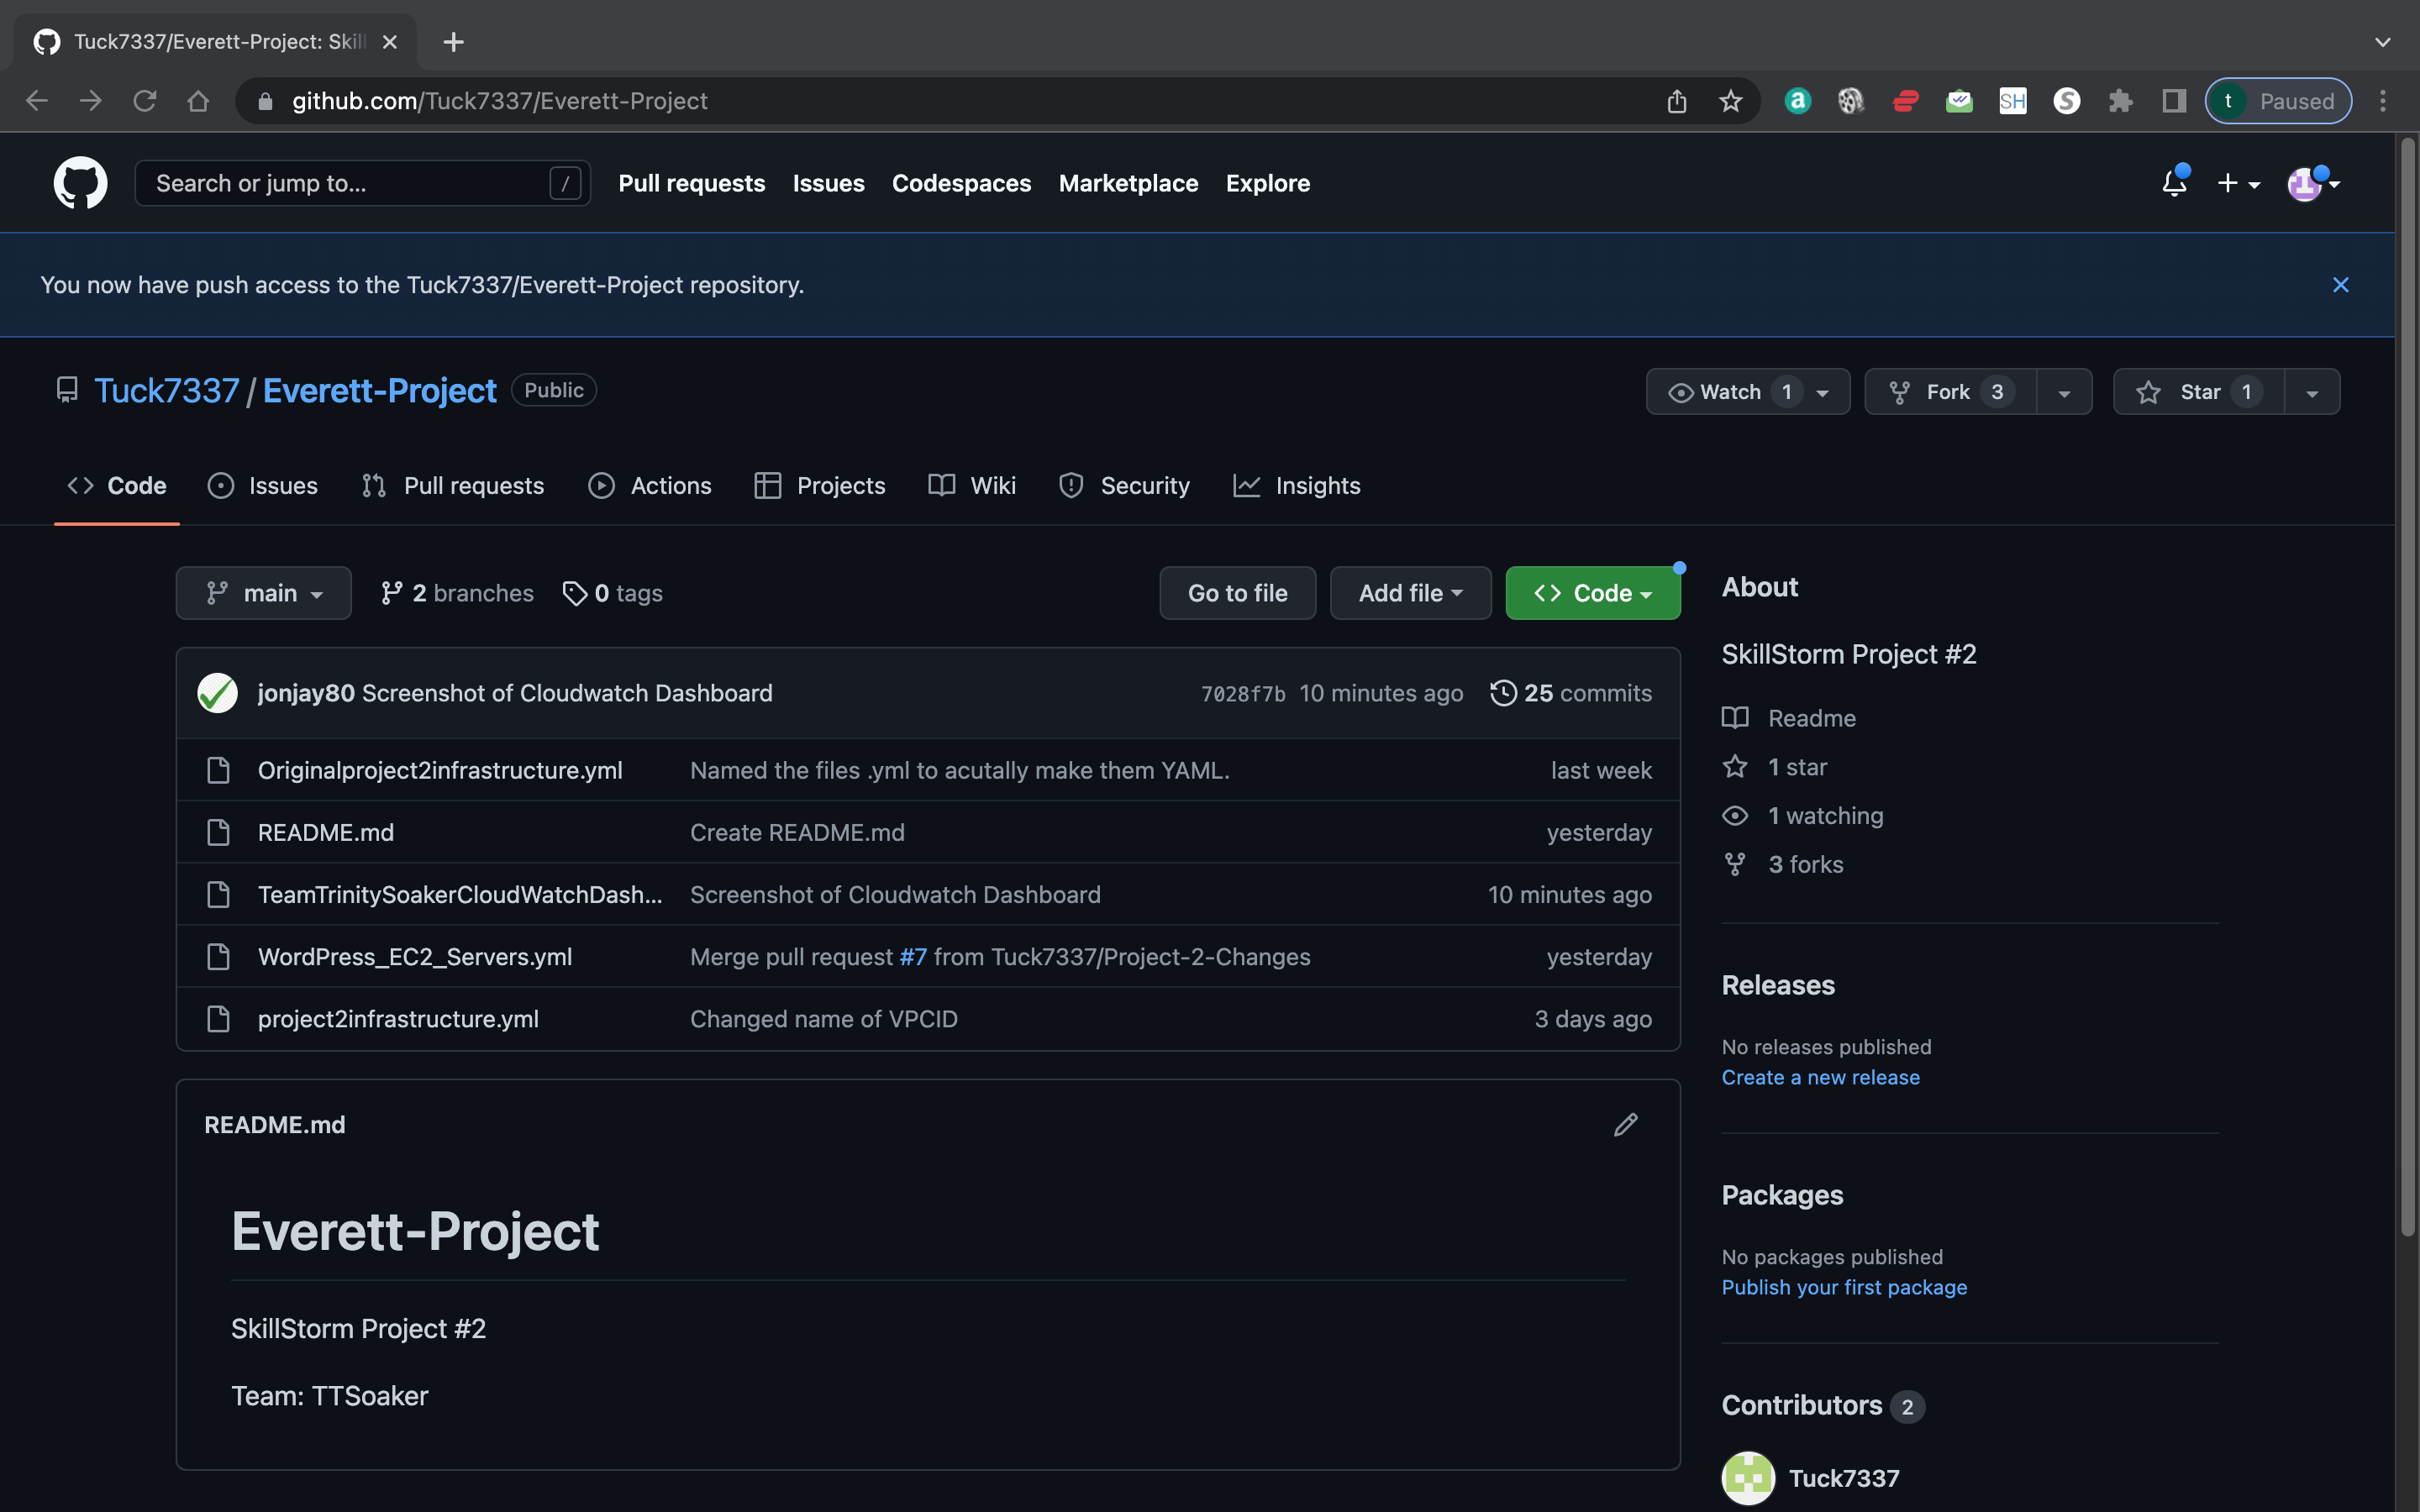 Tuck7337/Everett-Project: Skil
github.com/Tuck7337/Everett-Project
a
SH
S
t Paused
Search or jump to... /
Pull requests Issues Codespaces Marketplace Explore
You now have push access to the Tuck7337/Everett-Project repository.
Tuck7337 / Everett-Project Public
Watch 1
Fork 3
Star 1
Code Issues Pull requests Actions Projects Wiki Security Insights
main 2 branches 0 tags
Go to file Add file Code
jonjay80 Screenshot of Cloudwatch Dashboard 7028f7b 10 minutes ago 25 commits
Originalproject2infrastructure.yml Named the files .yml to acutally make them YAML. last week
README.md Create README.md yesterday
TeamTrinitySoakerCloudWatchDash... Screenshot of Cloudwatch Dashboard 10 minutes ago
WordPress_EC2_Servers.yml Merge pull request #7 from Tuck7337/Project-2-Changes yesterday
project2infrastructure.yml Changed name of VPCID 3 days ago
README.md
Everett-Project
SkillStorm Project #2
Team: TTSoaker
About
SkillStorm Project #2
Readme
1 star
1 watching
3 forks
Releases
No releases published
Create a new release
Packages
No packages published
Publish your first package
Contributors 2
Tuck7337